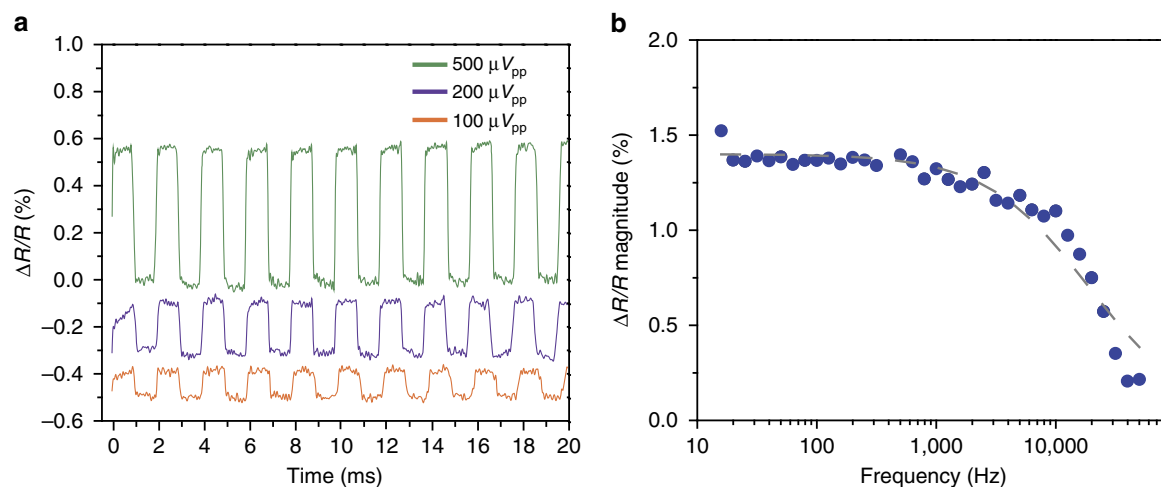 a
1.0
0.8
0.6
0.4
0.2
0.0
–0.2
–0.4
–0.6
ΔR/R (%)
500 μVpp
200 μVpp
100 μVpp
0 2 4 6 8 10 12 14 16 18 20
Time (ms)
b
2.0
1.5
1.0
0.5
0.0
ΔR/R magnitude (%)
10 100 1,000 10,000
Frequency (Hz)